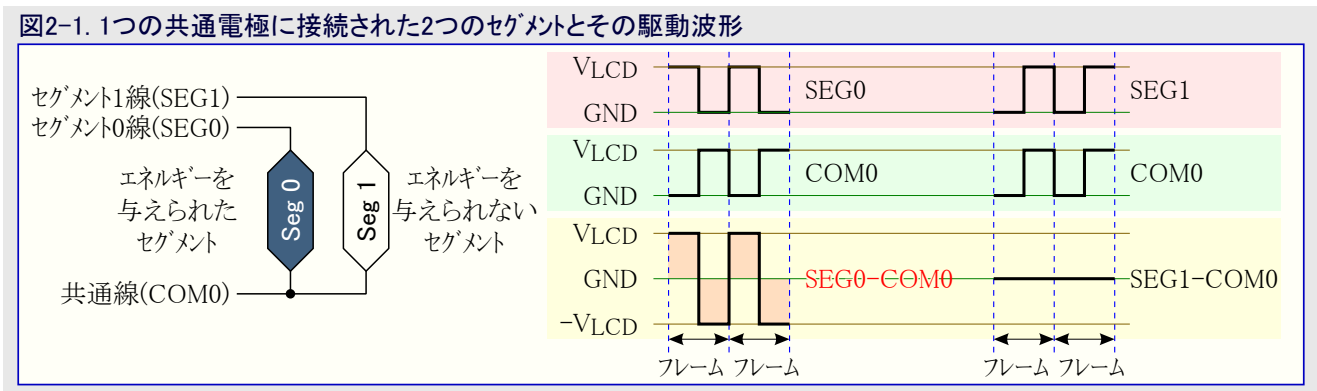 図2-1. 1つの共通電極に接続された2つのｾｸﾞﾒﾝﾄとその駆動波形
ｾｸﾞﾒﾝﾄ1線(SEG1)
ｾｸﾞﾒﾝﾄ0線(SEG0)
ｴﾈﾙｷﾞｰを
与えられた
ｾｸﾞﾒﾝﾄ
Seg 0
Seg 1
ｴﾈﾙｷﾞｰを
与えられない
ｾｸﾞﾒﾝﾄ
共通線(COM0)
VLCD
GND
SEG0
SEG1
VLCD
GND
COM0
COM0
VLCD
GND
-VLCD
SEG0-COM0
SEG1-COM0
ﾌﾚｰﾑ ﾌﾚｰﾑ
ﾌﾚｰﾑ ﾌﾚｰﾑ